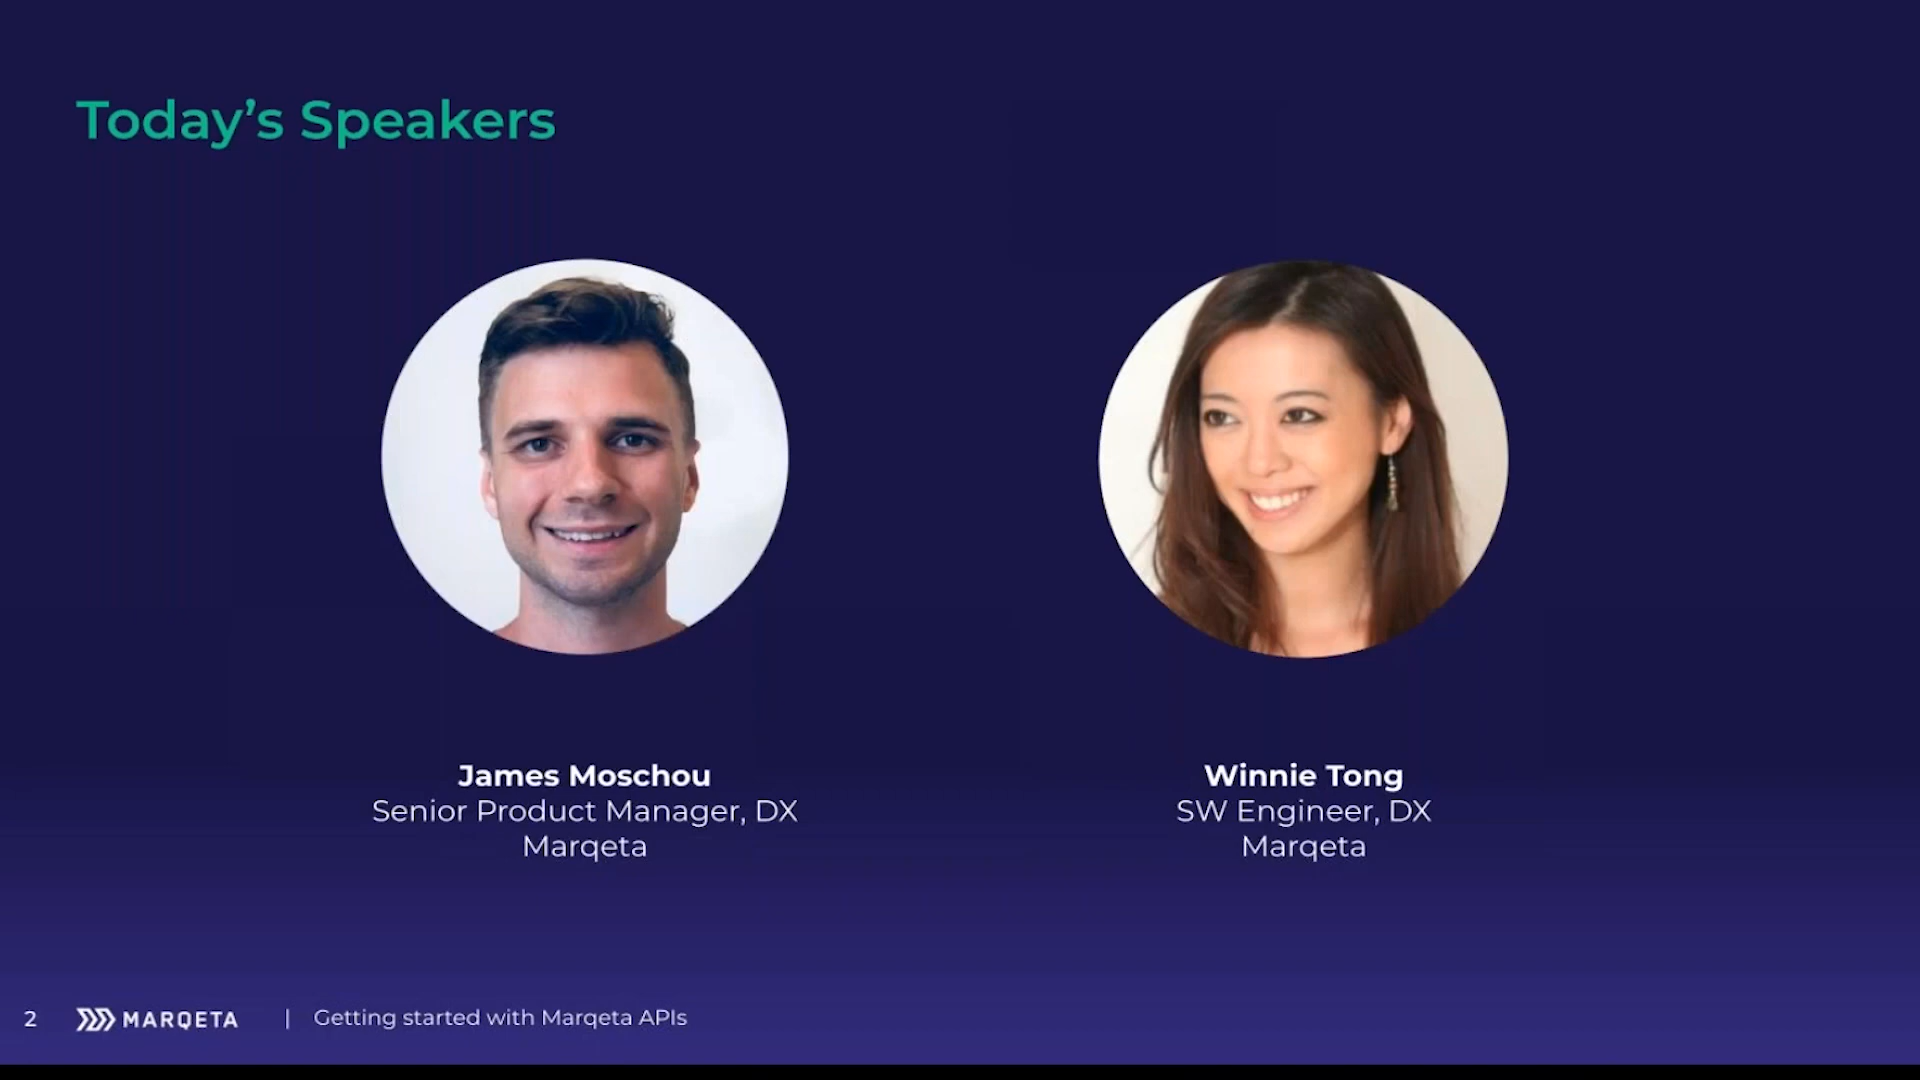 Today’s Speakers
James Moschou
Senior Product Manager, DX
Marqeta
Winnie Tong
SW Engineer, DX
Marqeta
2 MARQETA | Getting started with Marqeta APIs